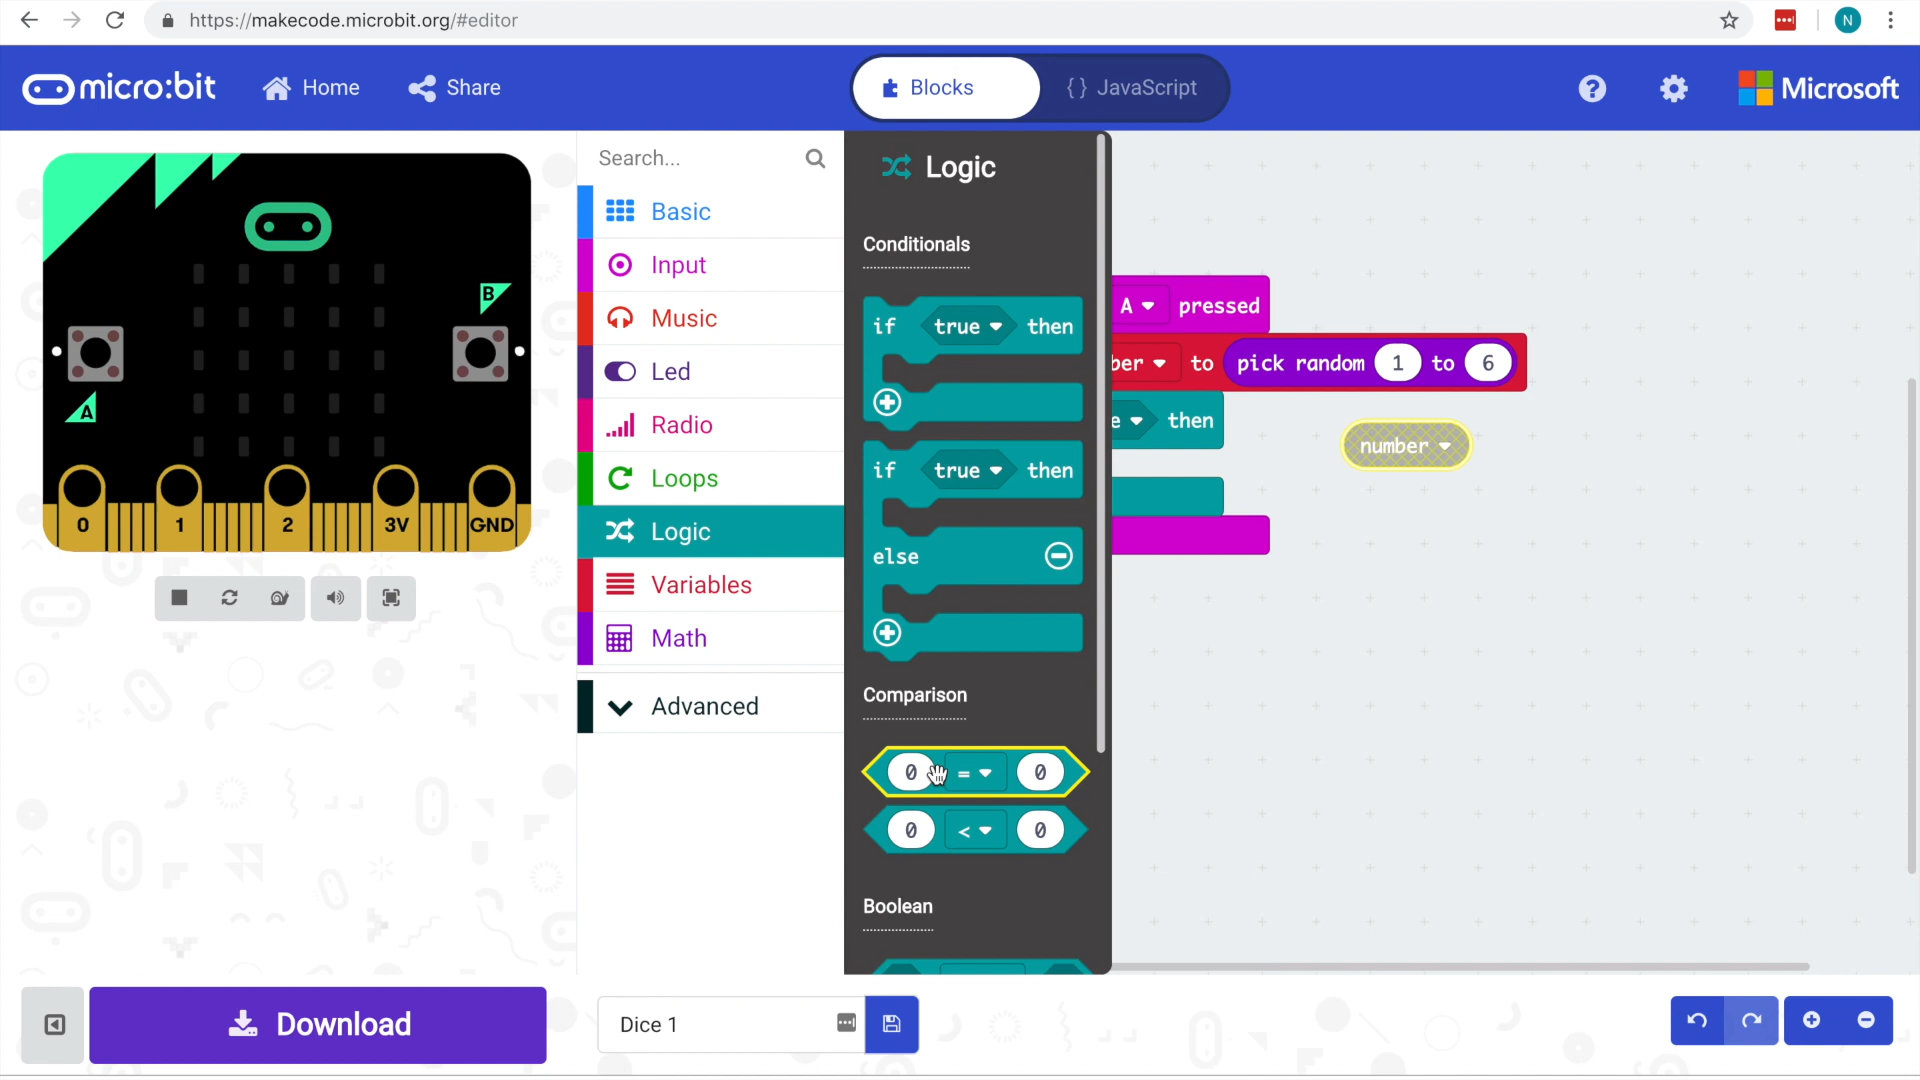 https://makecode.microbit.org/#editor
N
micro:bit
Home
Share
Blocks
{} JavaScript
?
Microsoft
Search...
Basic
Input
Music
Led
Radio
Loops
Logic
Variables
Math
Advanced
B
A
0 1 2 3V GND
Logic
Conditionals
if true then
if true then
else
Comparison
0 = 0
0 < 0
Boolean
A pressed
ber to pick random 1 to 6
e then
number
Download
Dice 1